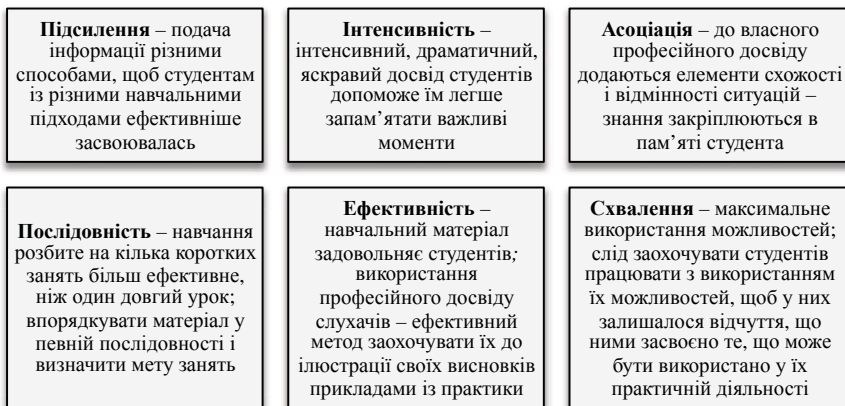 Підсилення – подача
інформації різними
способами, щоб студентам
із різними навчальними
підходами ефективніше
засвоювалась
Інтенсивність –
інтенсивний, драматичний,
яскравий досвід студентів
допоможе їм легше
запам’ятати важливі
моменти
Асоціація – до власного
професійного досвіду
додаються елементи схожості
і відмінності ситуацій –
знання закріплюються в
пам’яті студента
Послідовність – навчання
розбите на кілька коротких
занять більш ефективне,
ніж один довгий урок;
впорядкувати матеріал у
певній послідовності і
визначити мету занять
Ефективність –
навчальний матеріал
задовольняє студентів;
використання
професійного досвіду
слухачів – ефективний
метод заохочувати їх до
ілюстрації своїх висновків
прикладами із практики
Схвалення – максимальне
використання можливостей;
слід заохочувати студентів
працювати з використанням
їх можливостей, щоб у них
залишалося відчуття, що
ними засвоєно те, що може
бути використано у їх
практичній діяльності